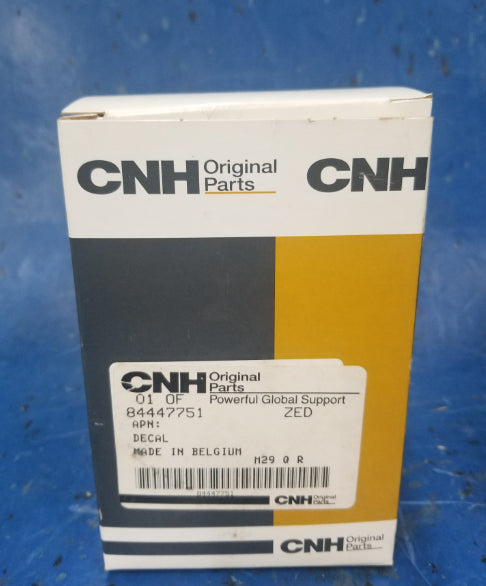 CNH Original Parts CNH
CNH Original Parts
01 OF Powerful Global Support
84447751 ZED
APN:
DECAL
MADE IN BELGIUM
M29 0 R
84447751
CNH Original Parts
CNH Original Parts